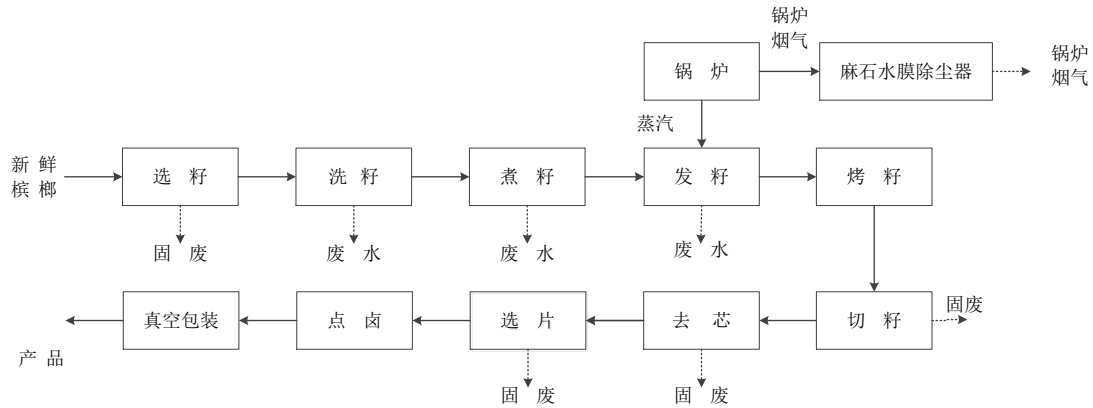 锅炉
烟气
锅 炉
麻石水膜除尘器
锅炉
烟气
蒸汽
新 鲜
槟 榔
选 籽
洗 籽
煮 籽
发 籽
烤 籽
固 废
废 水
废 水
废 水
真空包装
点 卤
选 片
去 芯
切 籽
固废
产 品
固 废
固 废